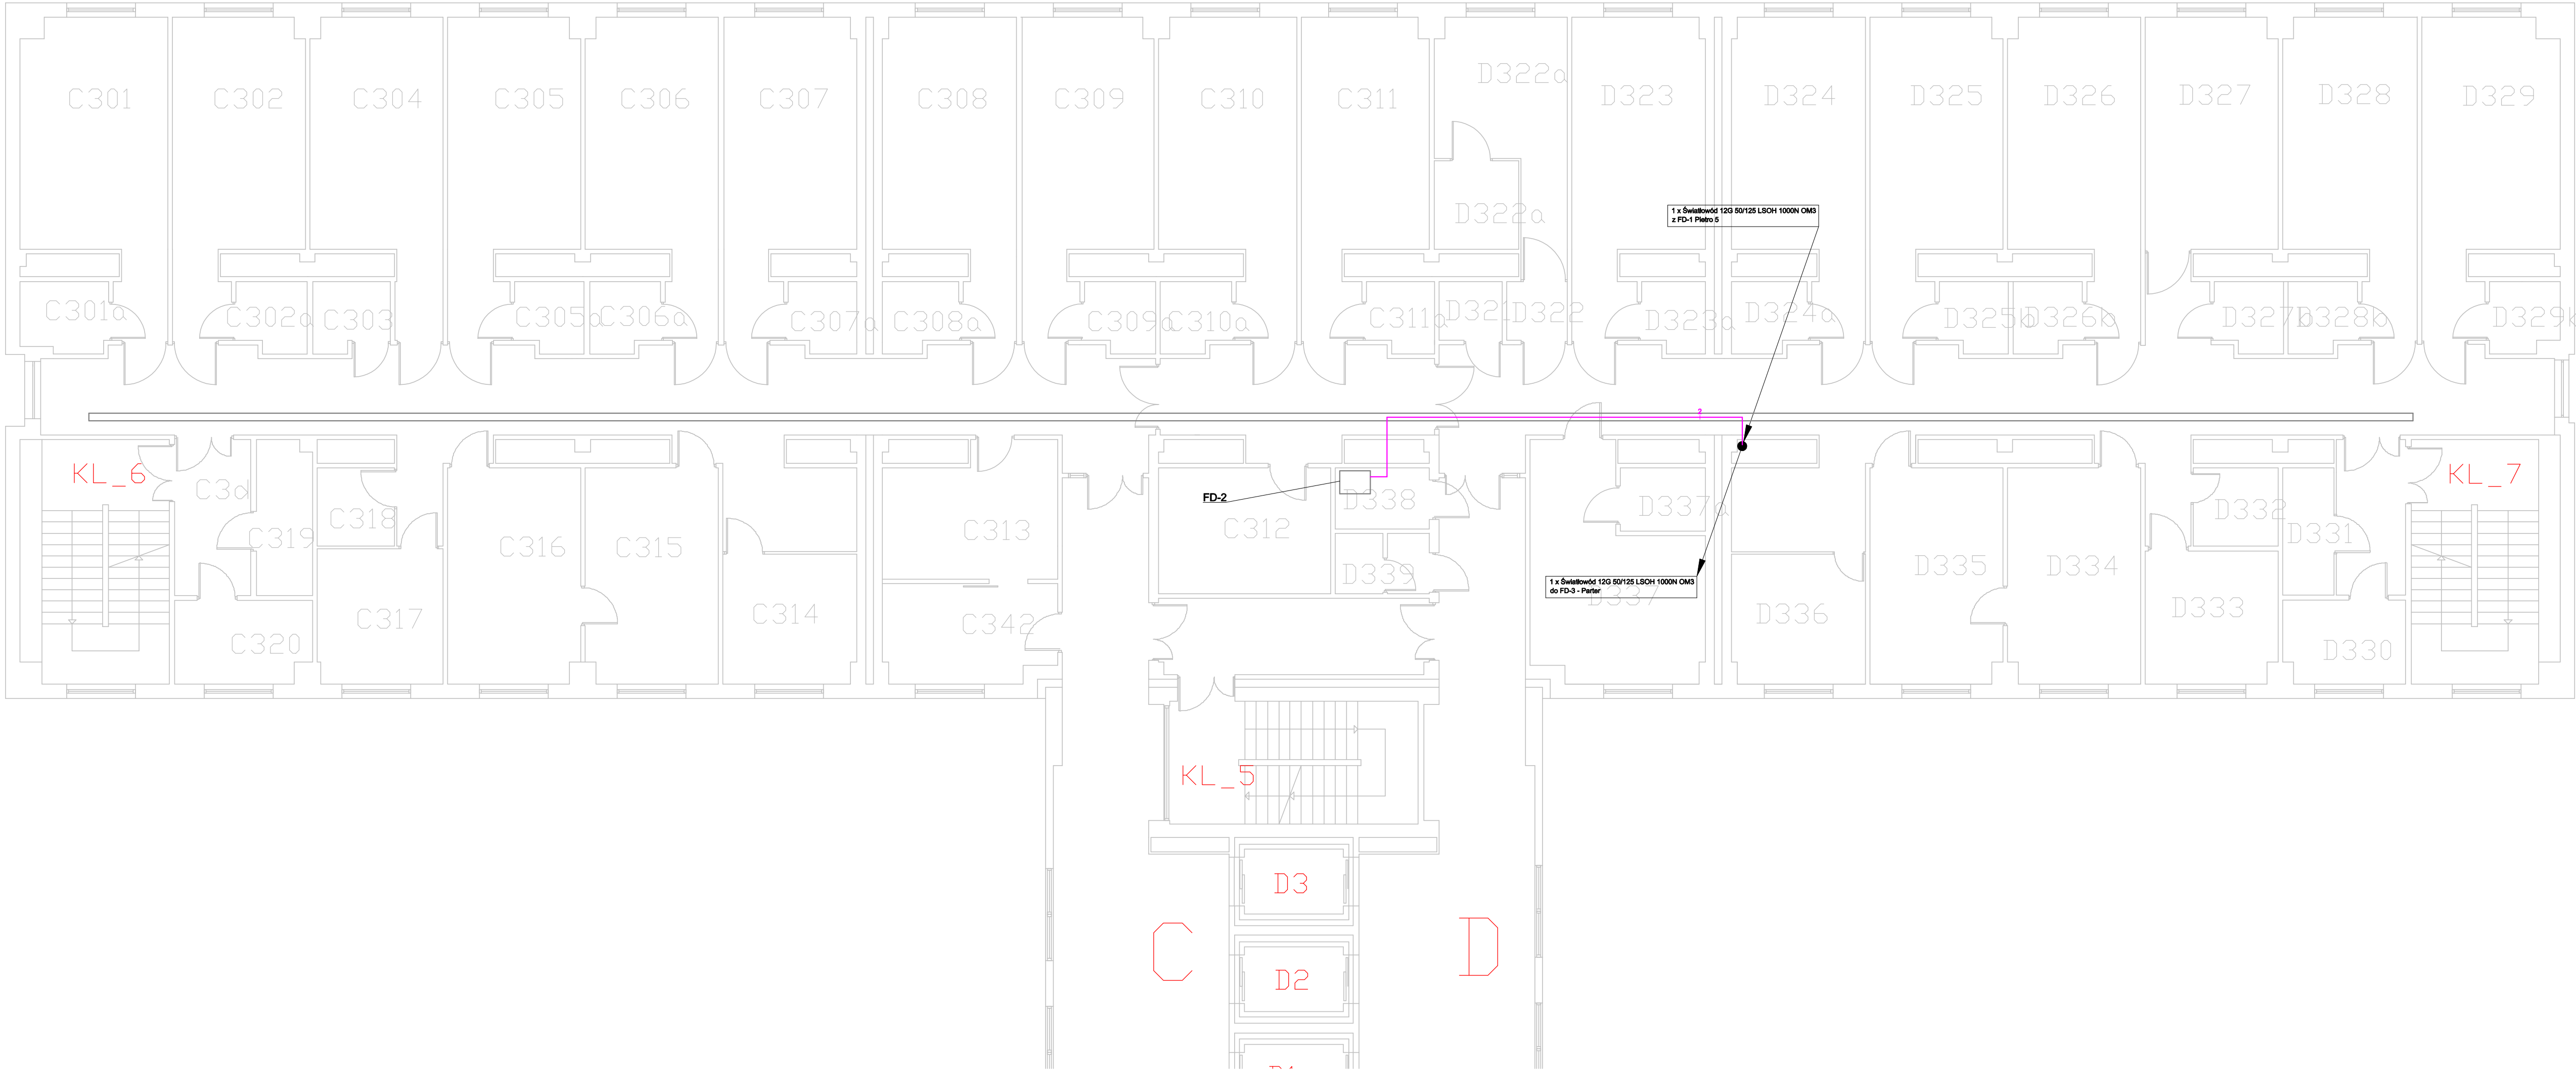 C301
C302
C304
C305
C306
C307
C308
C309
C310
C311
D322a
D323
D324
D325
D326
D327
D328
D329
D322a
1 x Światłowód 12G 50/125 LSOH 1000N OM3
z FD-1 Pietro 5
C301a
C302a
C303
C305a
C306a
C307a
C308a
C309a
C310a
C311a
D321
D322
D323a
D324a
D325b
D326b
D327b
D328b
2
KL_6
C3d
C319
C318
C316
C315
C313
FD-2
C312
D338
D337a
D335
D334
D332
D331
KL_7
D339
1 x Światłowód 12G 50/125 LSOH 1000N OM3
do FD-3 - Parter
D337
C320
C317
C314
C342
D336
D333
D330
KL_5
D3
C
D
D2